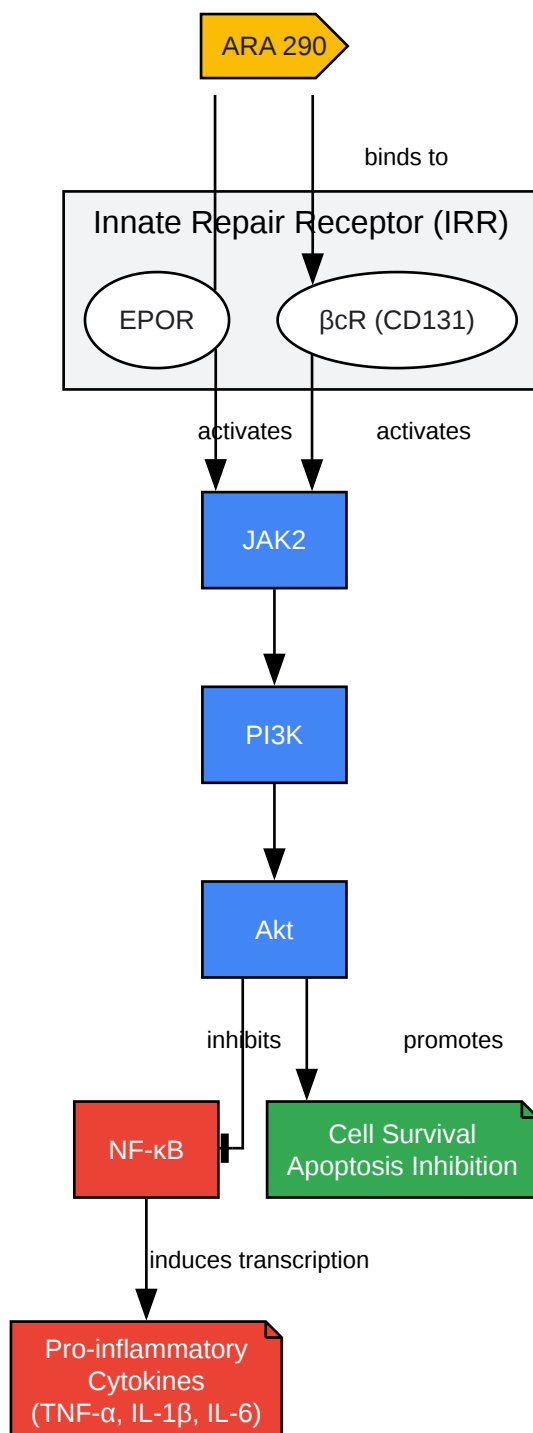 ARA 290
binds to
Innate Repair Receptor (IRR)
EPOR
βcR (CD131)
activates
activates
JAK2
PI3K
Akt
inhibits
promotes
NF-κB
Cell Survival
Apoptosis Inhibition
induces transcription
Pro-inflammatory
Cytokines
(TNF-α, IL-1β, IL-6)